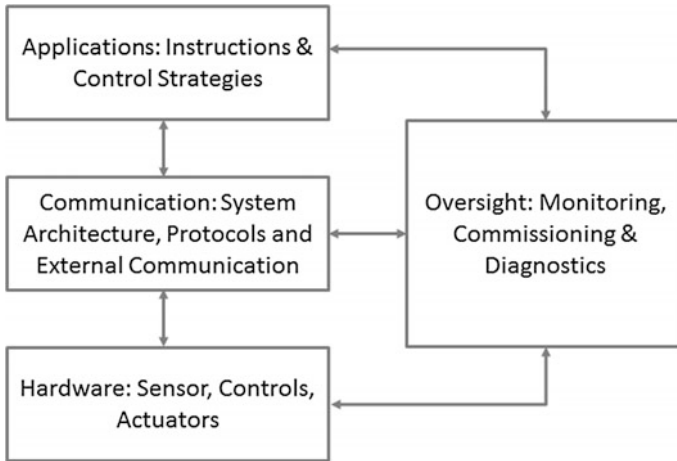 Applications: Instructions &
Control Strategies
Communication: System
Architecture, Protocols and
External Communication
Oversight: Monitoring,
Commissioning &
Diagnostics
Hardware: Sensor, Controls,
Actuators